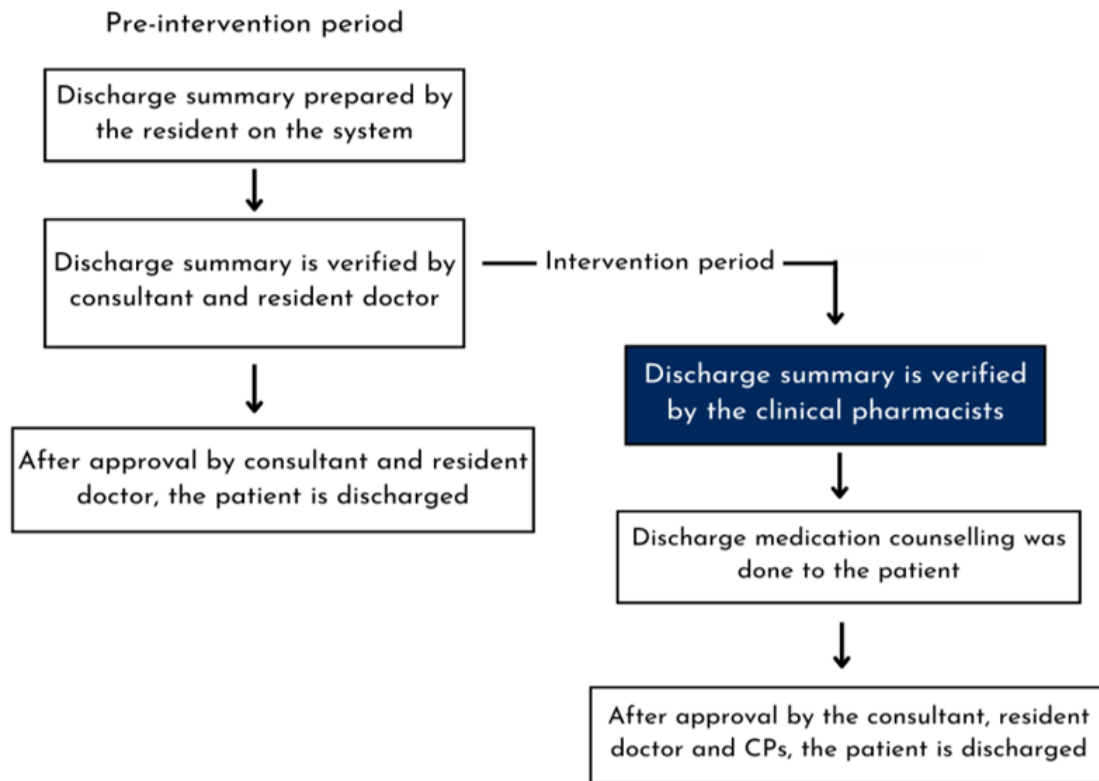 Pre-intervention period
Discharge summary prepared by
the resident on the system
Discharge summary is verified by
consultant and resident doctor
Intervention period
After approval by consultant and resident
doctor, the patient is discharged
Discharge summary is verified
by the clinical pharmacists
Discharge medication counselling was
done to the patient
After approval by the consultant, resident
doctor and CPs, the patient is discharged